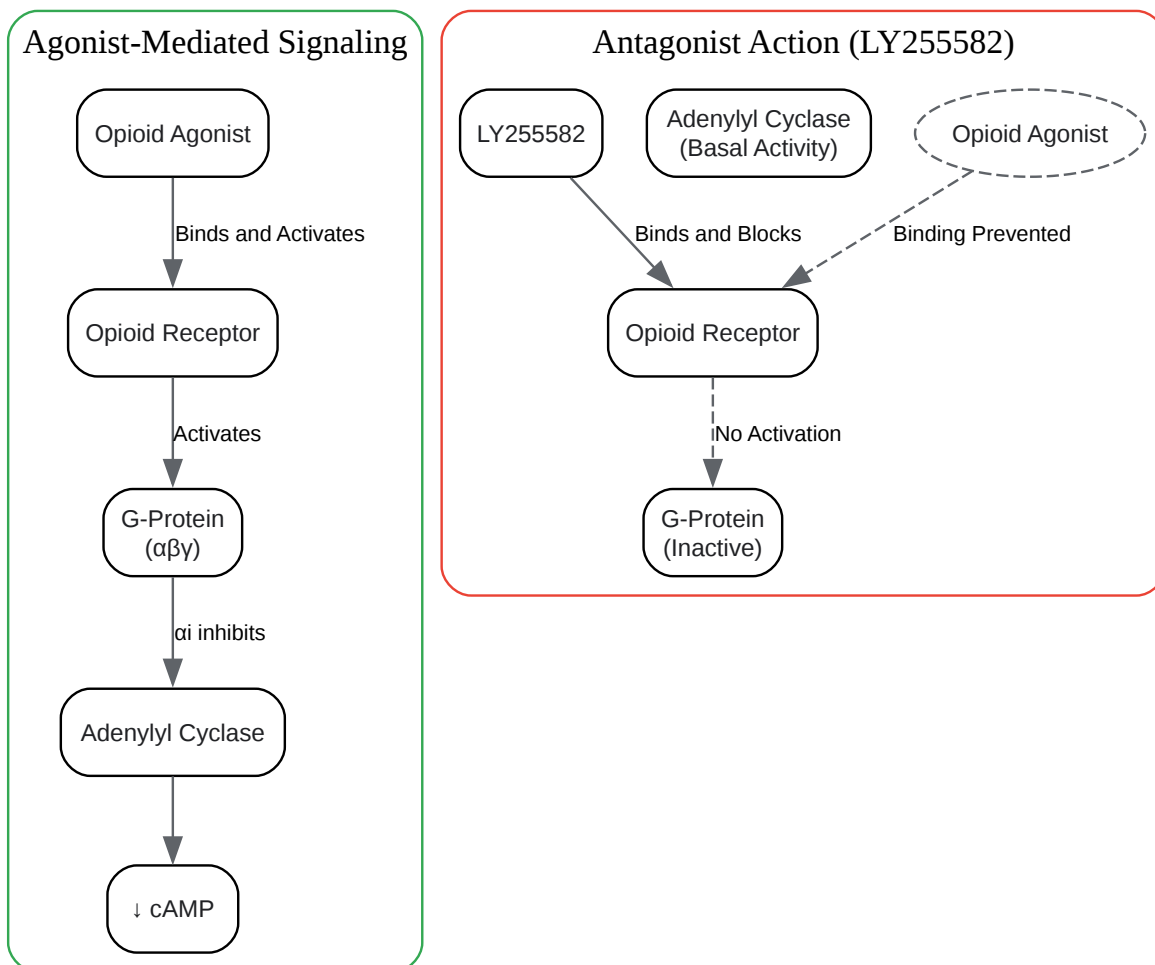 Agonist-Mediated Signaling
Opioid Agonist
Binds and Activates
Opioid Receptor
Activates
G-Protein
(αβγ)
αi inhibits
Adenylyl Cyclase
↓ cAMP
Antagonist Action (LY255582)
LY255582
Adenylyl Cyclase
(Basal Activity)
Opioid Agonist
Binds and Blocks
Binding Prevented
Opioid Receptor
No Activation
G-Protein
(Inactive)